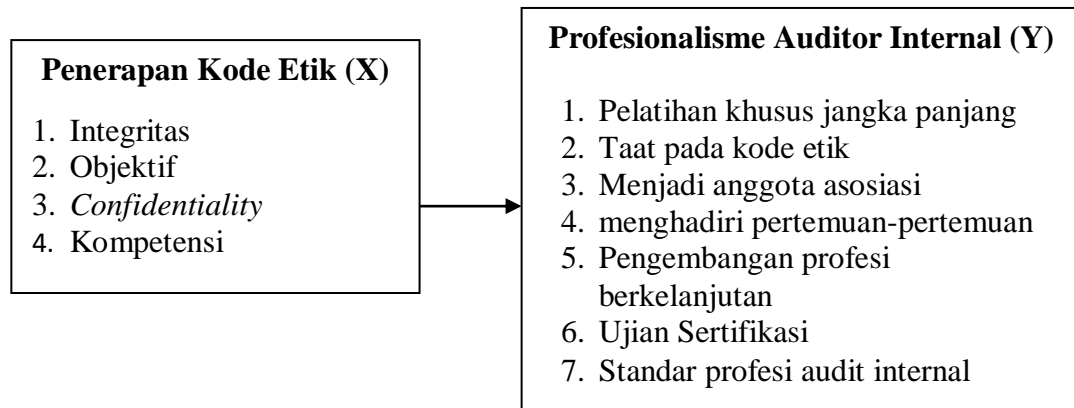 Penerapan Kode Etik (X)
1. Integritas
2. Objektif
3. Confidentiality
4. Kompetensi
Profesionalisme Auditor Internal (Y)
1. Pelatihan khusus jangka panjang
2. Taat pada kode etik
3. Menjadi anggota asosiasi
4. menghadiri pertemuan-pertemuan
5. Pengembangan profesi
berkelanjutan
6. Ujian Sertifikasi
7. Standar profesi audit internal